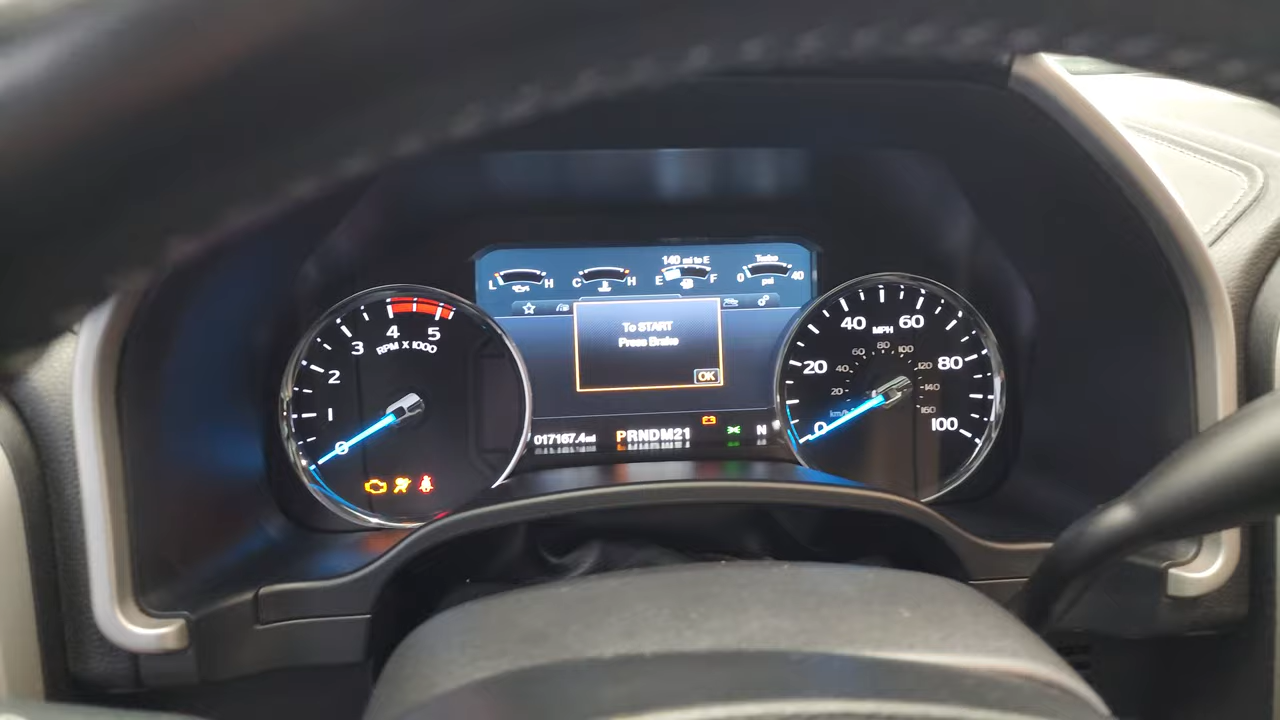 140 mi to E
Turbo
L H C H E F 0 40
psi
To START
Press Brake
OK
4 5
3
RPM X 1000
2
1
0
40 MPH 60
80
60 100
20 80
40 120
20 140
km/h 160
0 100
017167.4mi PRNDM21 N